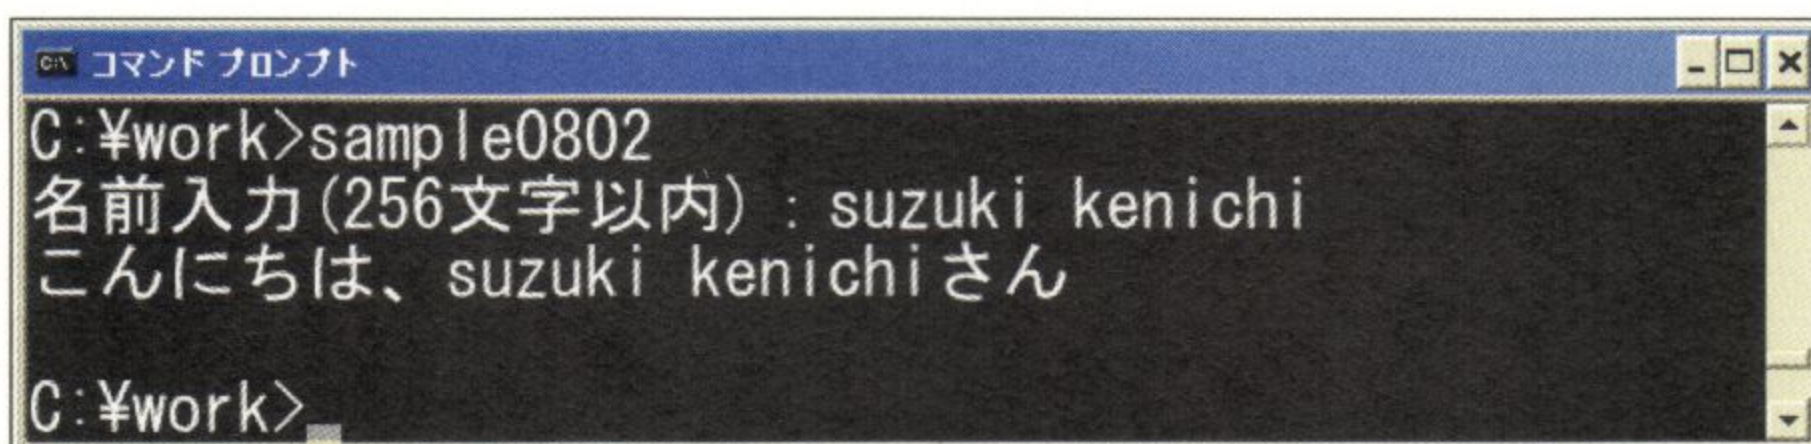 コマンド プロンプト
C:¥work>sample0802
名前入力(256文字以内) : suzuki kenichi
こんにちは、suzuki kenichiさん
C:¥work>_